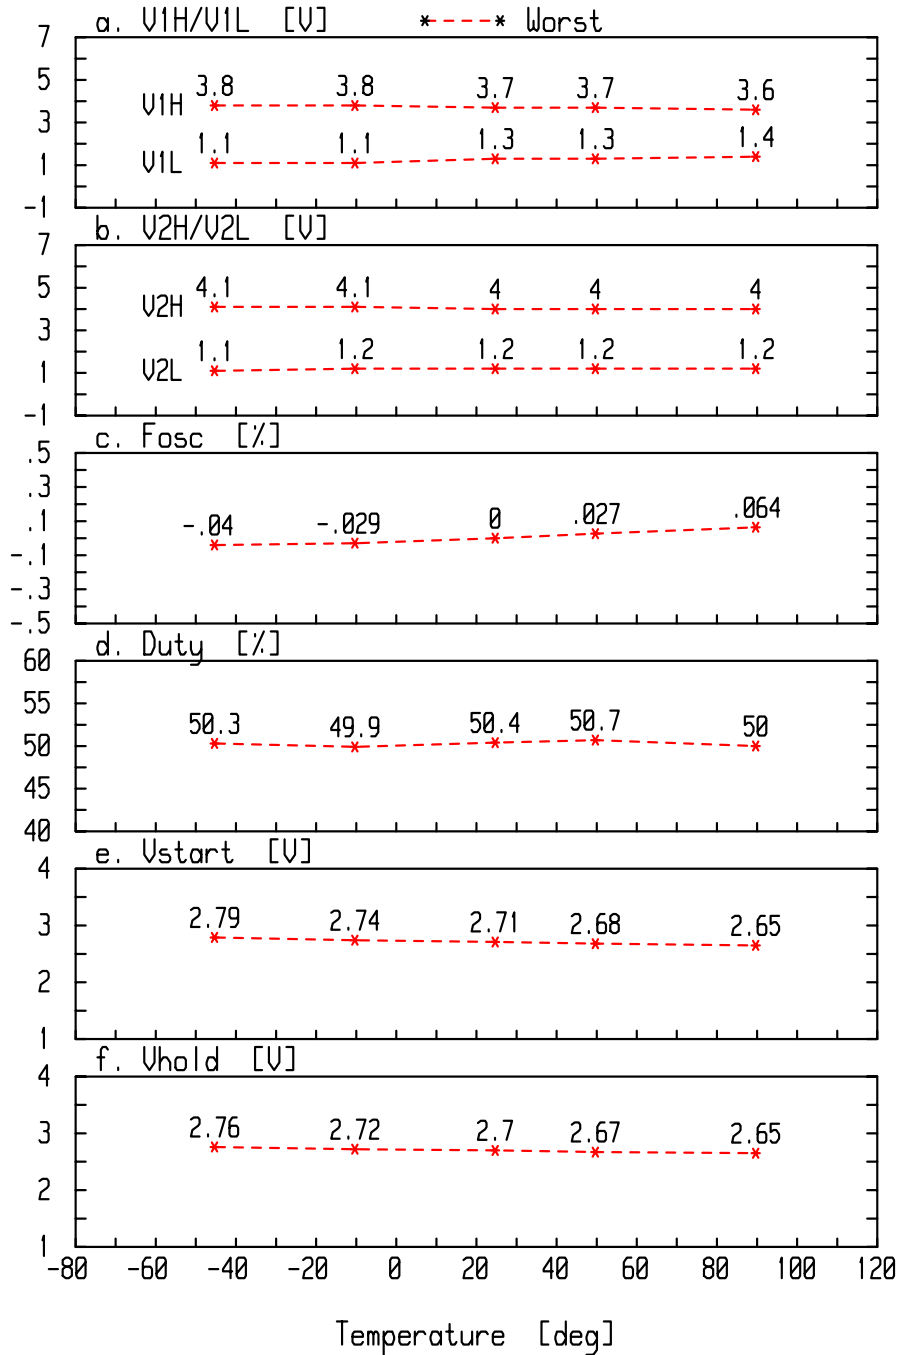 a. V1H/V1L [V] Worst
7
5
3
1
-1
V1H
3.8 3.8 3.7 3.7 3.6
V1L
1.1 1.1 1.3 1.3 1.4
b. V2H/V2L [V]
7
5
3
1
-1
V2H
4.1 4.1 4 4 4
V2L
1.1 1.2 1.2 1.2 1.2
c. Fosc [%]
.5
.3
.1
-.1
-.3
-.5
-.04 -.029 0 .027 .064
d. Duty [%]
60
55
50
45
40
50.3 49.9 50.4 50.7 50
e. Vstart [V]
4
3
2
1
2.79 2.74 2.71 2.68 2.65
f. Vhold [V]
4
3
2
1
2.76 2.72 2.7 2.67 2.65
-80 -60 -40 -20 0 20 40 60 80 100 120
Temperature [deg]